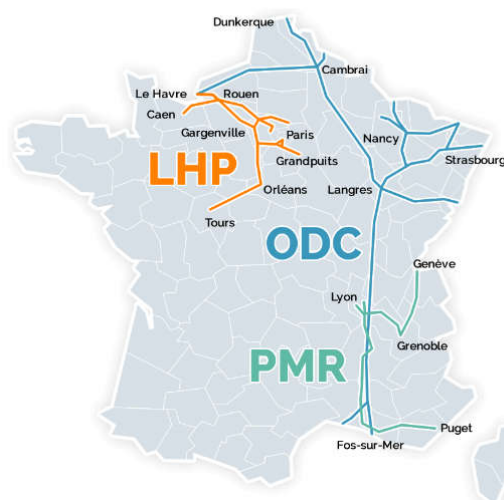 Dunkerque
Cambrai
Le Havre
Rouen
Caen
Gargenville
Paris
Nancy
Grandpuits
Strasbourg
LHP
Orléans
Langres
Tours
ODC
Genève
Lyon
Grenoble
PMR
Puget
Fos-sur-Mer